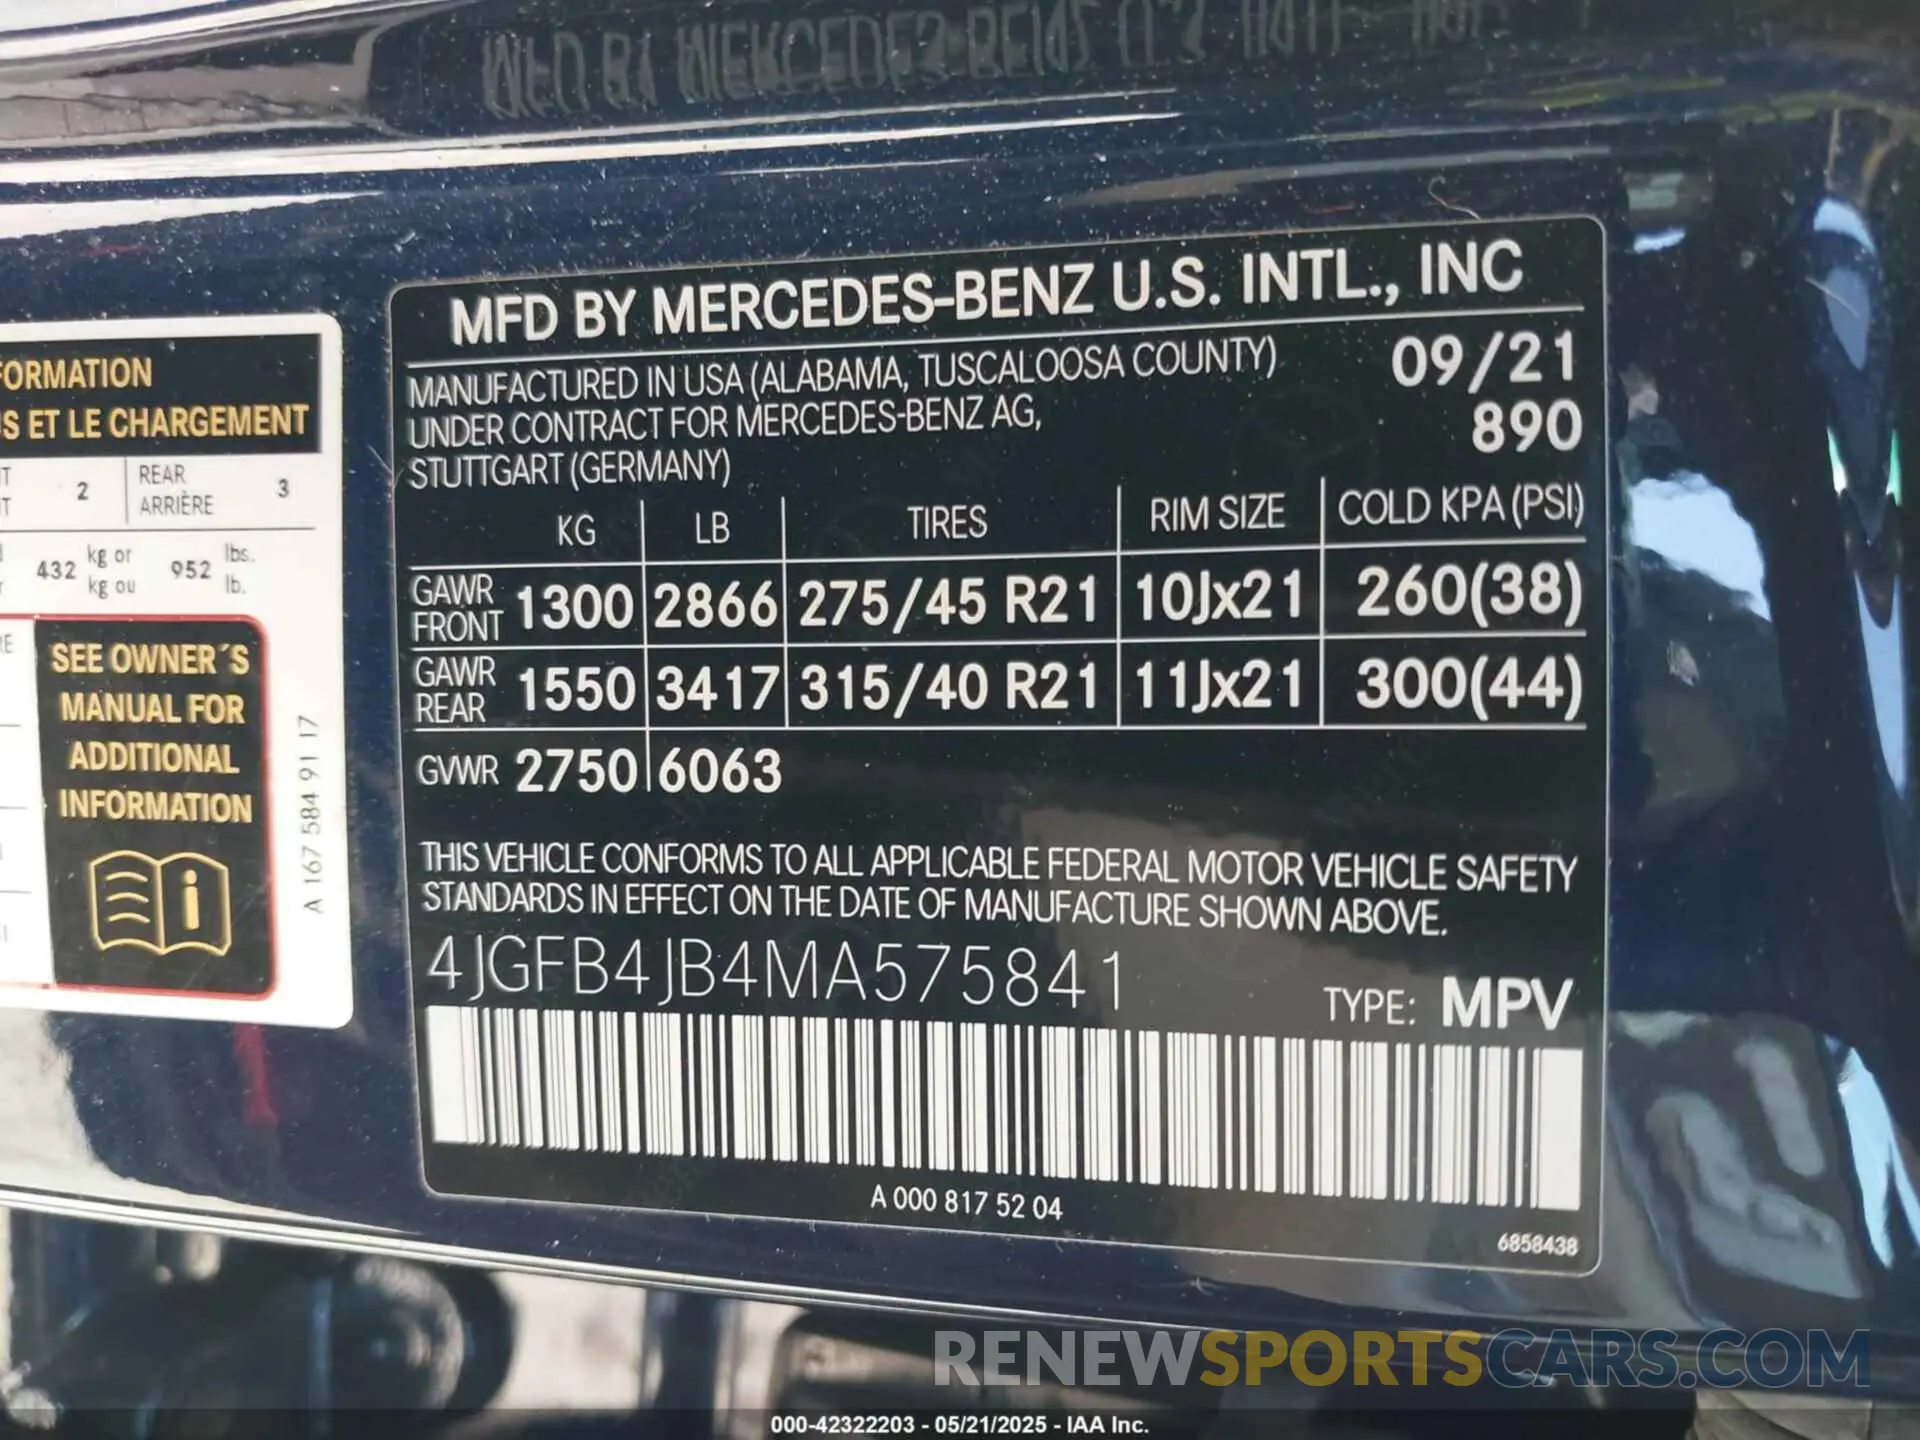 MFD BY MERCEDES-BENZ U.S. INTL., INC
MANUFACTURED IN USA (ALABAMA, TUSCALOOSA COUNTY) 09/21
UNDER CONTRACT FOR MERCEDES-BENZ AG, 890
STUTTGART (GERMANY)
KG LB TIRES RIM SIZE COLD KPA (PSI)
GAWR FRONT 1300 2866 275/45 R21 10Jx21 260(38)
GAWR REAR 1550 3417 315/40 R21 11Jx21 300(44)
GVWR 2750 6063
THIS VEHICLE CONFORMS TO ALL APPLICABLE FEDERAL MOTOR VEHICLE SAFETY
STANDARDS IN EFFECT ON THE DATE OF MANUFACTURE SHOWN ABOVE.
4JGFB4JB4MA575841
TYPE: MPV
A 000 817 52 04
6858438
FORMATION
S ET LE CHARGEMENT
2 REAR 3
ARRIÈRE
432 kg or 952 lbs.
kg ou lb.
SEE OWNER´S
MANUAL FOR
ADDITIONAL
INFORMATION
A 167 584 91 17
RENEWSPORTSCARS.COM
000-42322203 - 05/21/2025 - IAA Inc.